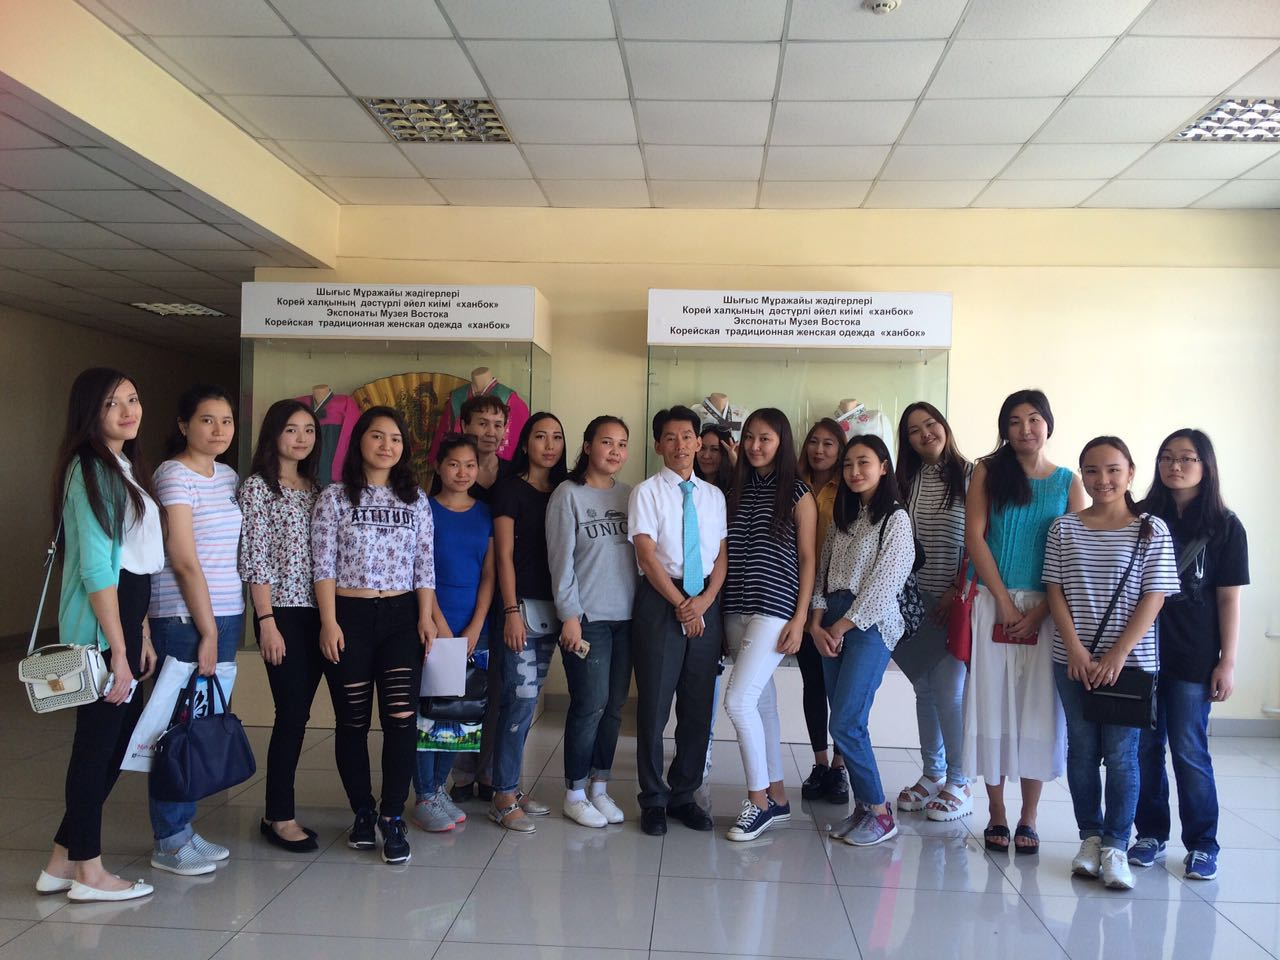 Шығыс Мұражайы жәдігерлері
Корей халқының дәстүрлі әйел киімі «ханбок»
Экспонаты Музея Востока
Корейская традиционная женская одежда «ханбок»
Шығыс Мұражайы жәдігерлері
Корей халқының дәстүрлі әйел киімі «ханбок»
Экспонаты Музея Востока
Корейская традиционная женская одежда «ханбок»
ATTITUDE
PARIS
UNIC